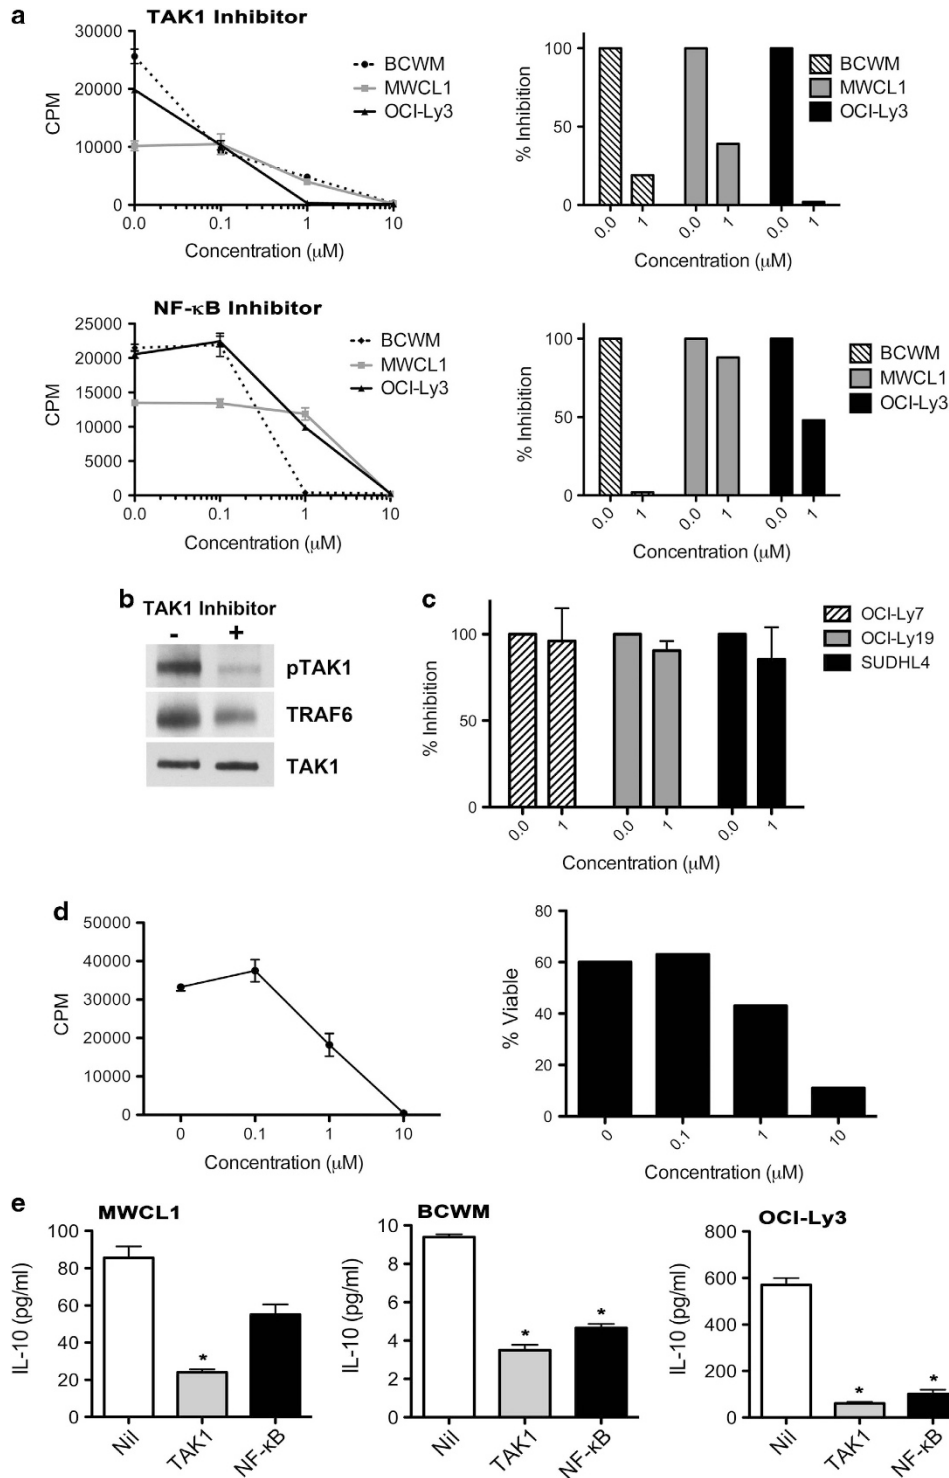 a
TAK1 Inhibitor
30000
20000
10000
0
CPM
0.0 0.1 1 10
Concentration (μM)
BCWM
MWCL1
OCI-Ly3
100
50
0
% Inhibition
0.0 1 0.0 1 0.0 1
Concentration (μM)
BCWM
MWCL1
OCI-Ly3
NF-κB Inhibitor
25000
20000
15000
10000
5000
0
CPM
0.0 0.1 1 10
Concentration (μM)
BCWM
MWCL1
OCI-Ly3
100
50
0
% Inhibition
0.0 1 0.0 1 0.0 1
Concentration (μM)
BCWM
MWCL1
OCI-Ly3
b
TAK1 Inhibitor
- +
pTAK1
TRAF6
TAK1
c
100
50
0
% Inhibition
0.0 1 0.0 1 0.0 1
Concentration (μM)
OCI-Ly7
OCI-Ly19
SUDHL4
d
50000
40000
30000
20000
10000
0
CPM
0 0.1 1 10
Concentration (μM)
80
60
40
20
0
% Viable
0 0.1 1 10
Concentration (μM)
e
MWCL1
100
80
60
40
20
0
IL-10 (pg/ml)
*
Nil TAK1 NF-κB
BCWM
10
8
6
4
2
0
IL-10 (pg/ml)
* *
Nil TAK1 NF-κB
OCI-Ly3
800
600
400
200
0
IL-10 (pg/ml)
* *
Nil TAK1 NF-κB